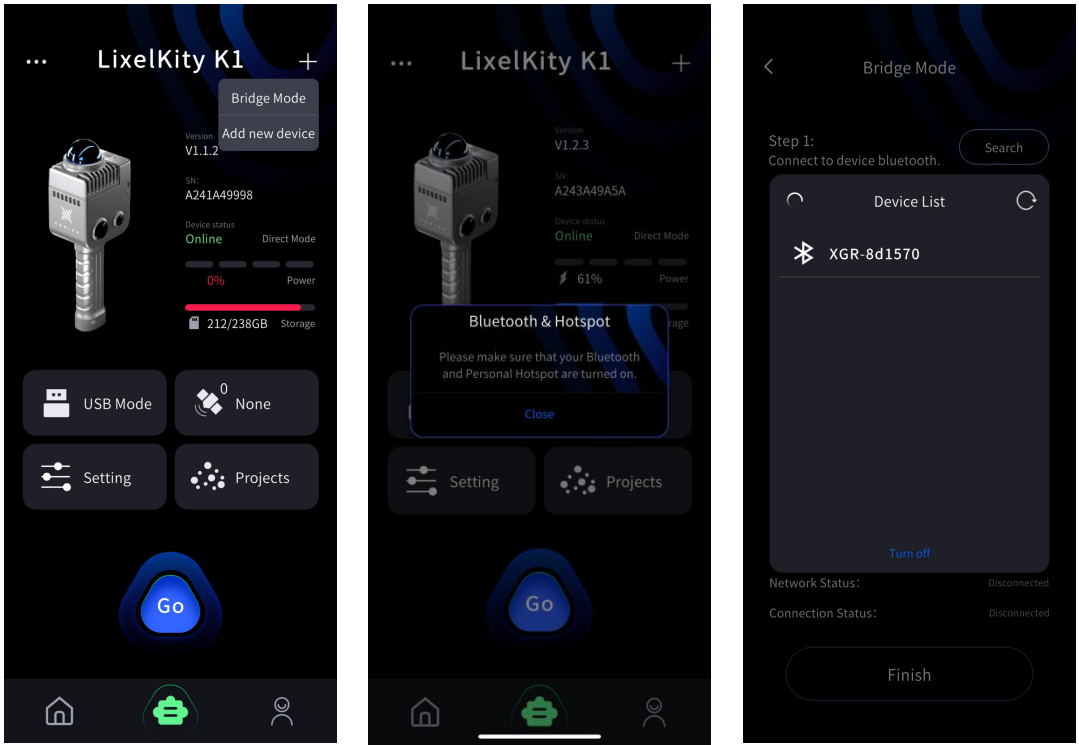 LixelKity K1
Bridge Mode
Add new device
Version
V1.1.2
SN:
A241A49998
Device status
Online Direct Mode
0% Power
212/238GB Storage
USB Mode
0
None
Setting
Projects
Go
LixelKity K1
Version
V1.2.3
SN:
A243A49A5A
Device status
Online Direct Mode
61% Power
rage
Bluetooth & Hotspot
Please make sure that your Bluetooth
and Personal Hotspot are turned on.
Close
Setting
Projects
Go
Bridge Mode
Step 1:
Connect to device bluetooth.
Search
Device List
XGR-8d1570
Turn off
Network Status: Disconnected
Connection Status: Disconnected
Finish